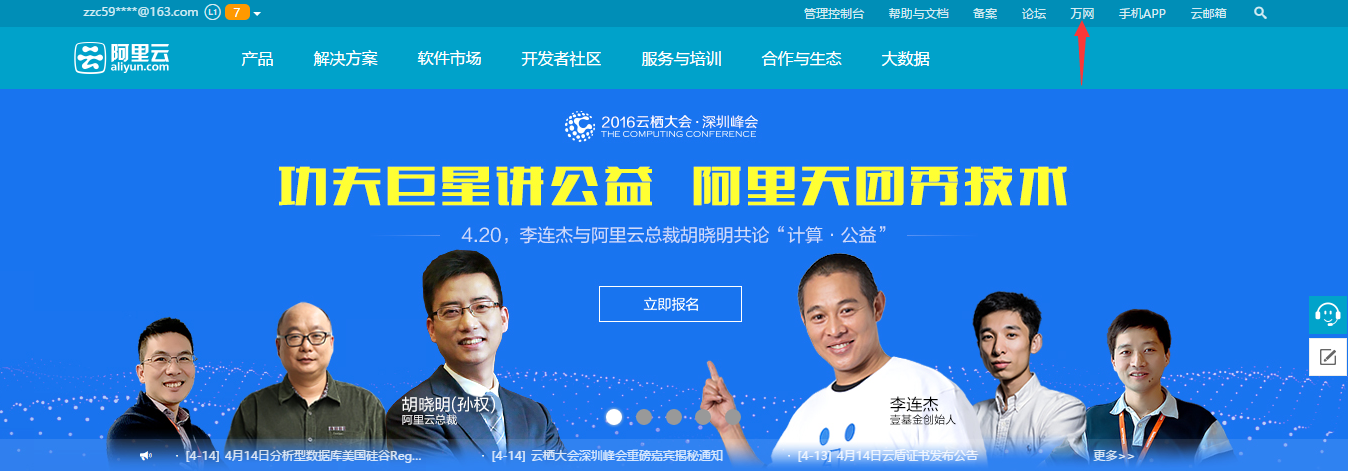 zzc59****@163.com L1 7 管理控制台 帮助与文档 备案 论坛 万网 手机APP 云邮箱
阿里云
aliyun.com
产品 解决方案 软件市场 开发者社区 服务与培训 合作与生态 大数据
2016云栖大会·深圳峰会
THE COMPUTING CONFERENCE
功夫巨星讲公益 阿里天团秀技术
4.20，李连杰与阿里云总裁胡晓明共论“计算·公益”
立即报名
胡晓明(孙权)
阿里云总裁
李连杰
壹基金创始人
· [4-14] 4月14日分析型数据库美国硅谷Reg... · [4-14] 云栖大会深圳峰会重磅嘉宾揭秘通知 · [4-13] 4月14日云盾证书发布公告 更多>>